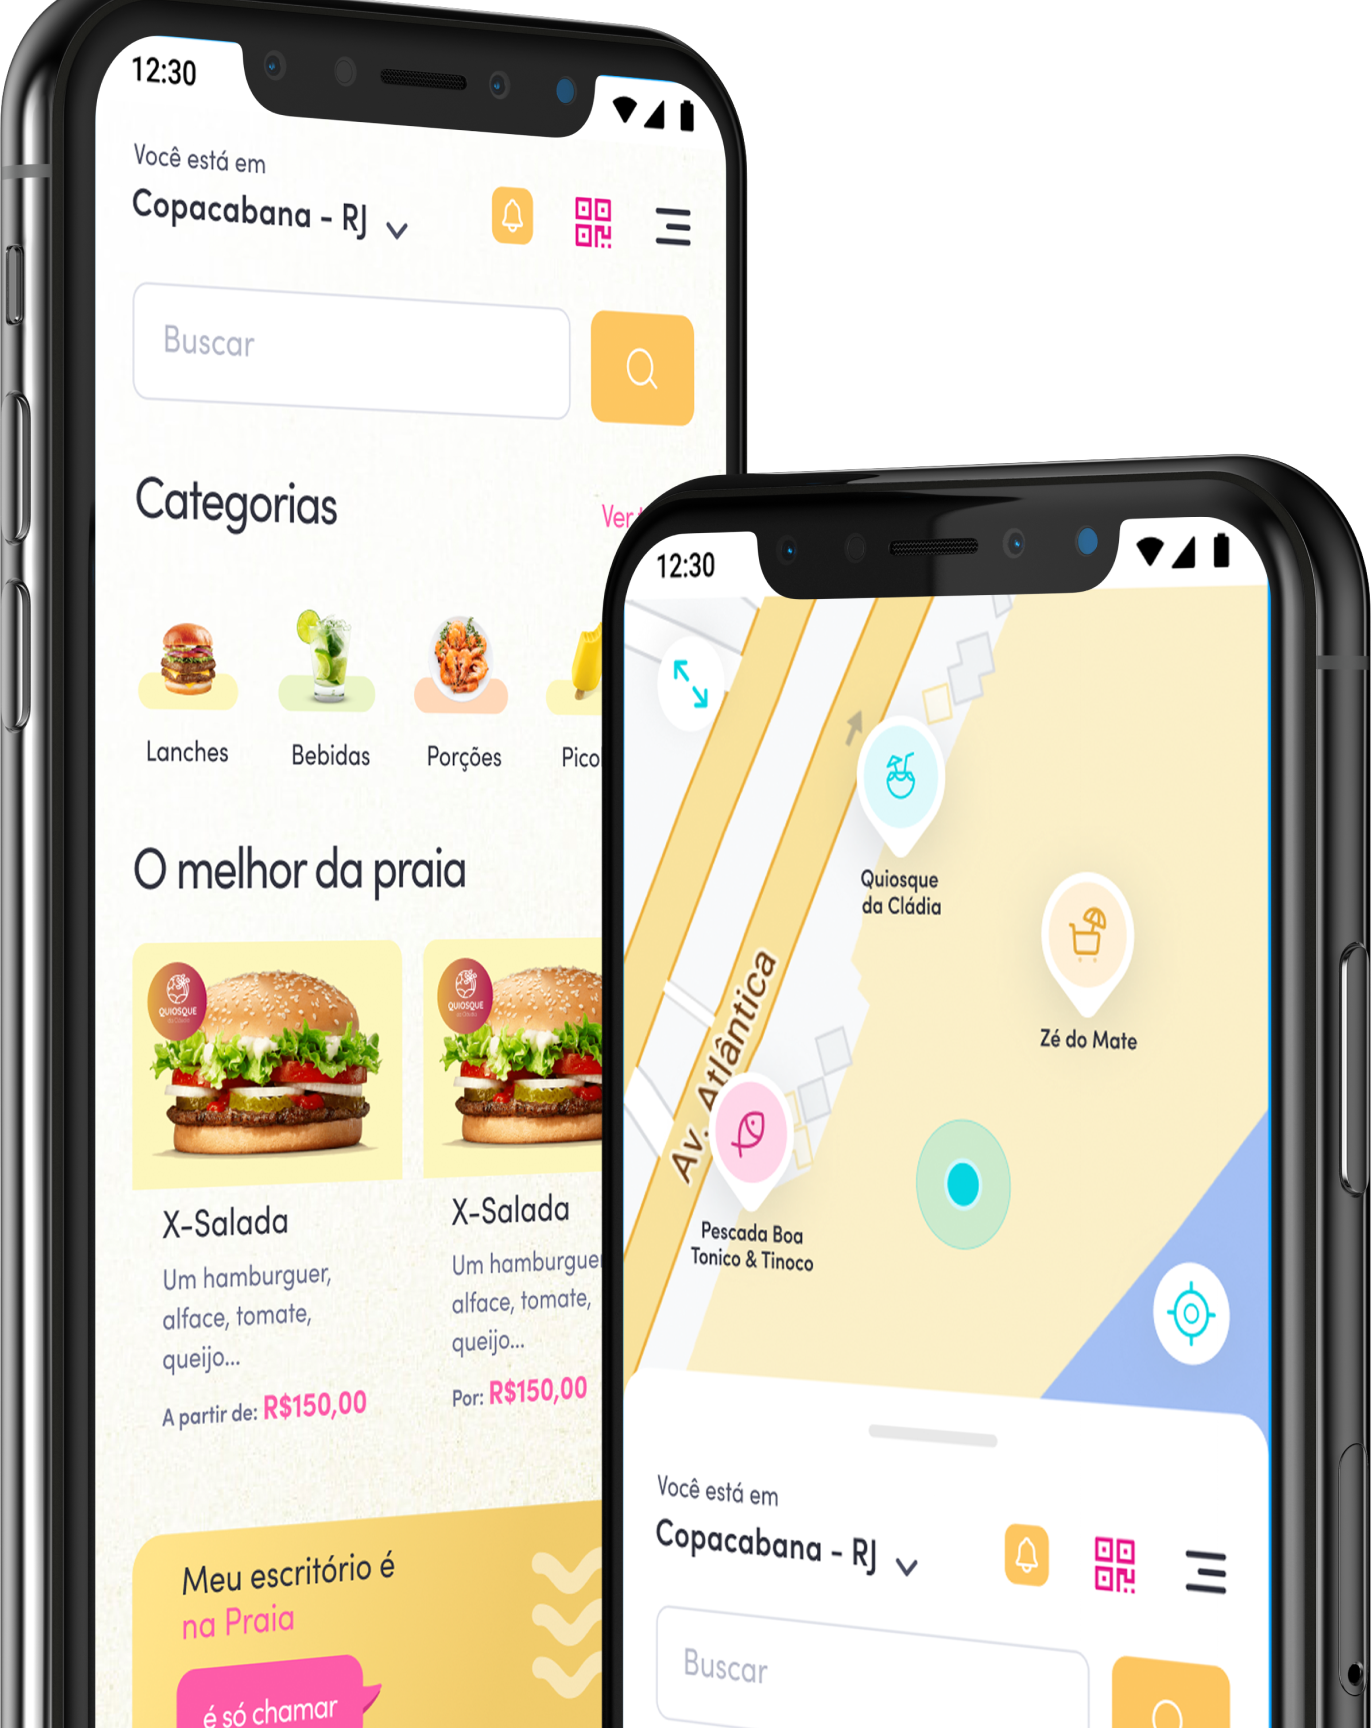 12:30
Você está em
Copacabana - RJ
Buscar
Categorias
Ver
Lanches
Bebidas
Porções
Pico
O melhor da praia
QUIOSQUE
QUIOSQUE
X-Salada
Um hamburguer,
alface, tomate,
queijo...
A partir de: R$150,00
X-Salada
Um hamburguer
alface, tomate,
queijo...
Por: R$150,00
Meu escritório é
na Praia
é só chamar
12:30
Quiosque
da Cládia
Zé do Mate
Av. Atlântica
Pescada Boa
Tonico & Tinoco
Você está em
Copacabana - RJ
Buscar